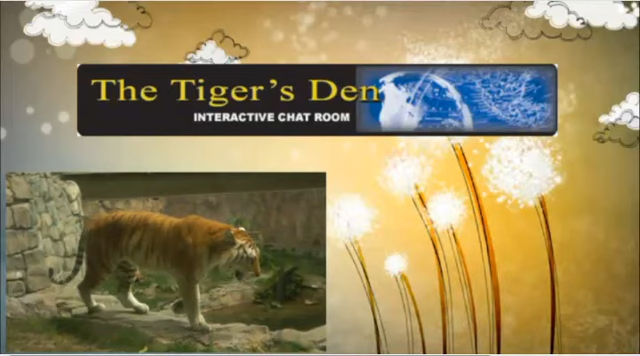 The Tiger's Den
INTERACTIVE CHAT ROOM